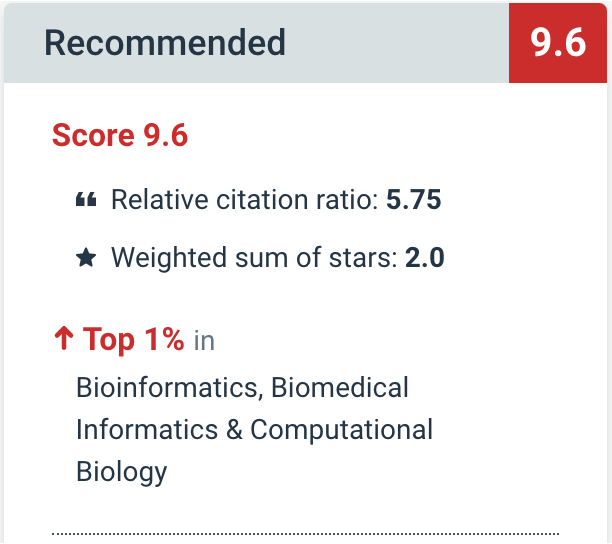 Recommended
9.6
Score 9.6
Relative citation ratio: 5.75
Weighted sum of stars: 2.0
Top 1% in
Bioinformatics, Biomedical
Informatics & Computational
Biology